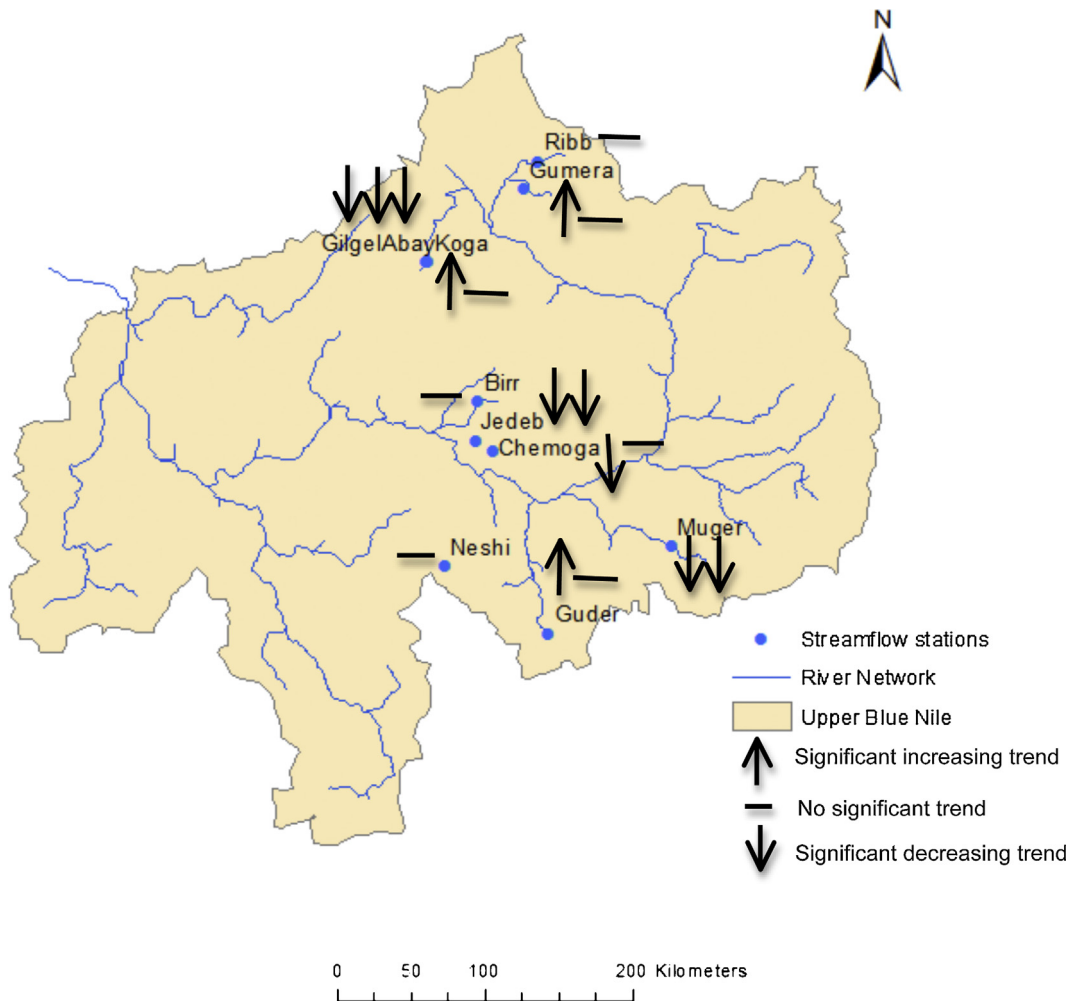 N
Ribb
Gumera
GilgelAbayKoga
Birr
Jedeb
Chemoga
Muger
Neshi
Guder
Streamflow stations
River Network
Upper Blue Nile
Significant increasing trend
No significant trend
Significant decreasing trend
0 50 100 200 Kilometers